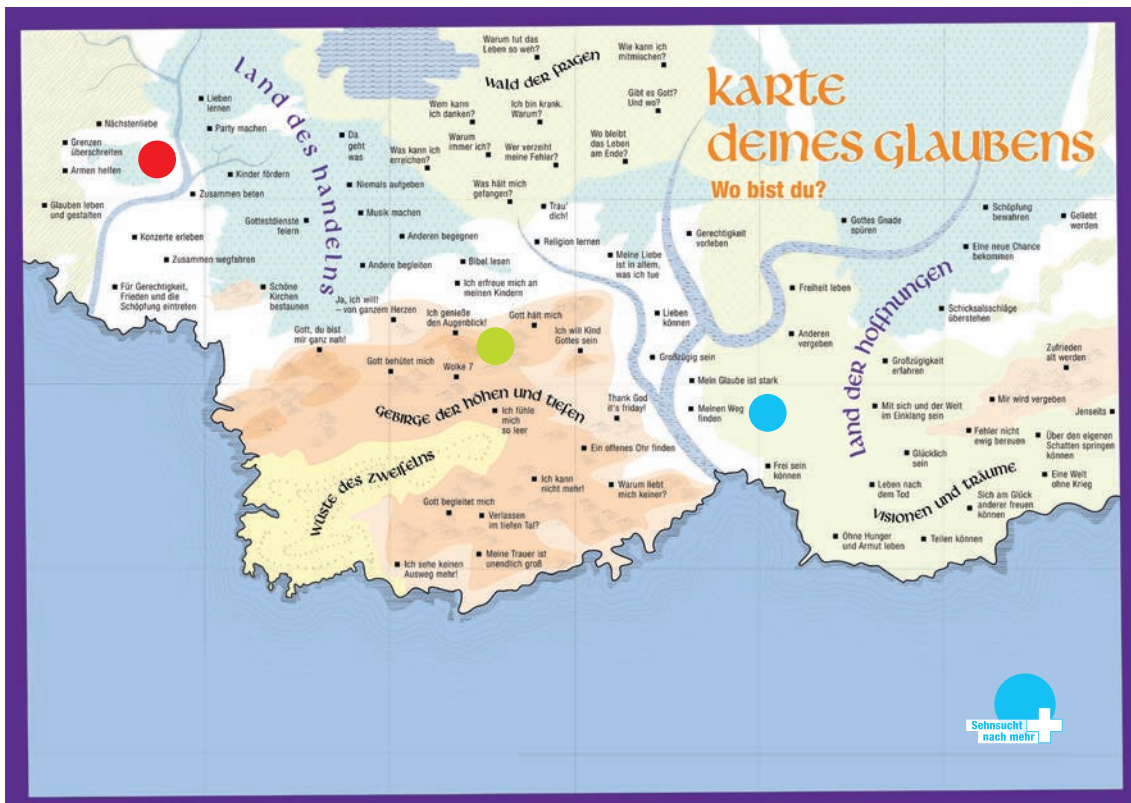 KARTE
DEINES GLAUBENS
Wo bist du?
Land des Handelns
Nächstenliebe
Grenzen
überschreiten
Armen helfen
Glauben leben
und gestalten
Lieben
lernen
Party machen
Kinder fördern
Zusammen beten
Gottestdienste
feiern
Konzerte erleben
Zusammen wegfahren
Für Gerechtigkeit,
Frieden und die
Schöpfung eintreten
Schöne
Kirchen
bestaunen
Da
geht
was
Niemals aufgeben
Musik machen
Anderen begegnen
Andere begleiten
Bibel lesen
Ich erfreue mich an
meinen Kindern
Wald der Fragen
Warum tut das
Leben so weh?
Wie kann ich
mitmischen?
Wem kann
ich danken?
Ich bin krank.
Warum?
Gibt es Gott?
Und wo?
Was kann ich
erreichen?
Warum
immer ich?
Wer verzeiht
meine Fehler?
Wo bleibt
das Leben
am Ende?
Was hält mich
gefangen?
Trau'
dich!
Religion lernen
Meine Liebe
ist in allem,
was ich tue
Gerechtigkeit
vorleben
Lieben
können
Großzügig sein
Mein Glaube ist stark
Meinen Weg
finden
Gebirge der Höhen und Tiefen
Ja, ich will!
– von ganzem Herzen
Ich genieße
den Augenblick!
Gott hält mich
Ich will Kind
Gottes sein
Gott, du bist
mir ganz nah!
Gott behütet mich
Wolke 7
Ich fühle
mich
so leer
Thank God
it's friday!
Ein offenes Ohr finden
Ich kann
nicht mehr!
Warum liebt
mich keiner?
Gott begleitet mich
Verlassen
im tiefen Tal?
Meine Trauer ist
unendlich groß
Ich sehe keinen
Ausweg mehr!
Wüste des Zweifelns
Land der Hoffnungen
Gottes Gnade
spüren
Schöpfung
bewahren
Geliebt
werden
Eine neue Chance
bekommen
Freiheit leben
Schicksalsschläge
überstehen
Anderen
vergeben
Großzügigkeit
erfahren
Zufrieden
alt werden
Mit sich und der Welt
im Einklang sein
Mir wird vergeben
Jenseits
Fehler nicht
ewig bereuen
Über den eigenen
Schatten springen
können
Glücklich
sein
Frei sein
können
Visionen und Träume
Leben nach
dem Tod
Sich am Glück
anderer freuen
können
Eine Welt
ohne Krieg
Ohne Hunger
und Armut leben
Teilen können
Sehnsucht
nach mehr